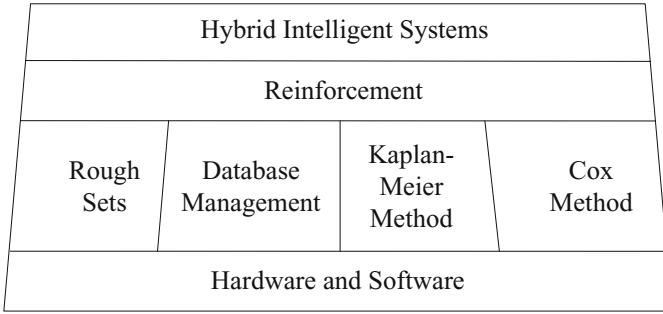 Hybrid Intelligent Systems
Reinforcement
Rough
Sets
Database
Management
Kaplan-
Meier
Method
Cox
Method
Hardware and Software